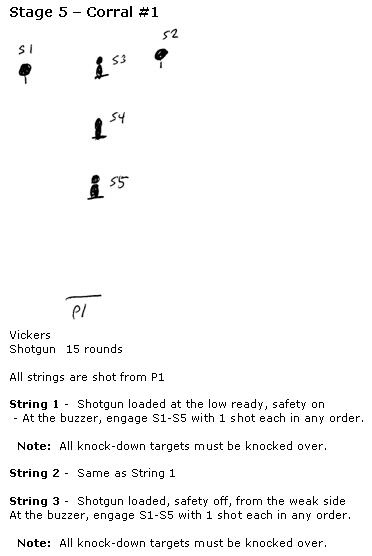 Stage 5 – Corral #1
S1
S2
S3
S4
S5
P1
Vickers
Shotgun 15 rounds
All strings are shot from P1
String 1 - Shotgun loaded at the low ready, safety on
- At the buzzer, engage S1-S5 with 1 shot each in any order.
Note: All knock-down targets must be knocked over.
String 2 - Same as String 1
String 3 - Shotgun loaded, safety off, from the weak side
At the buzzer, engage S1-S5 with 1 shot each in any order.
Note: All knock-down targets must be knocked over.